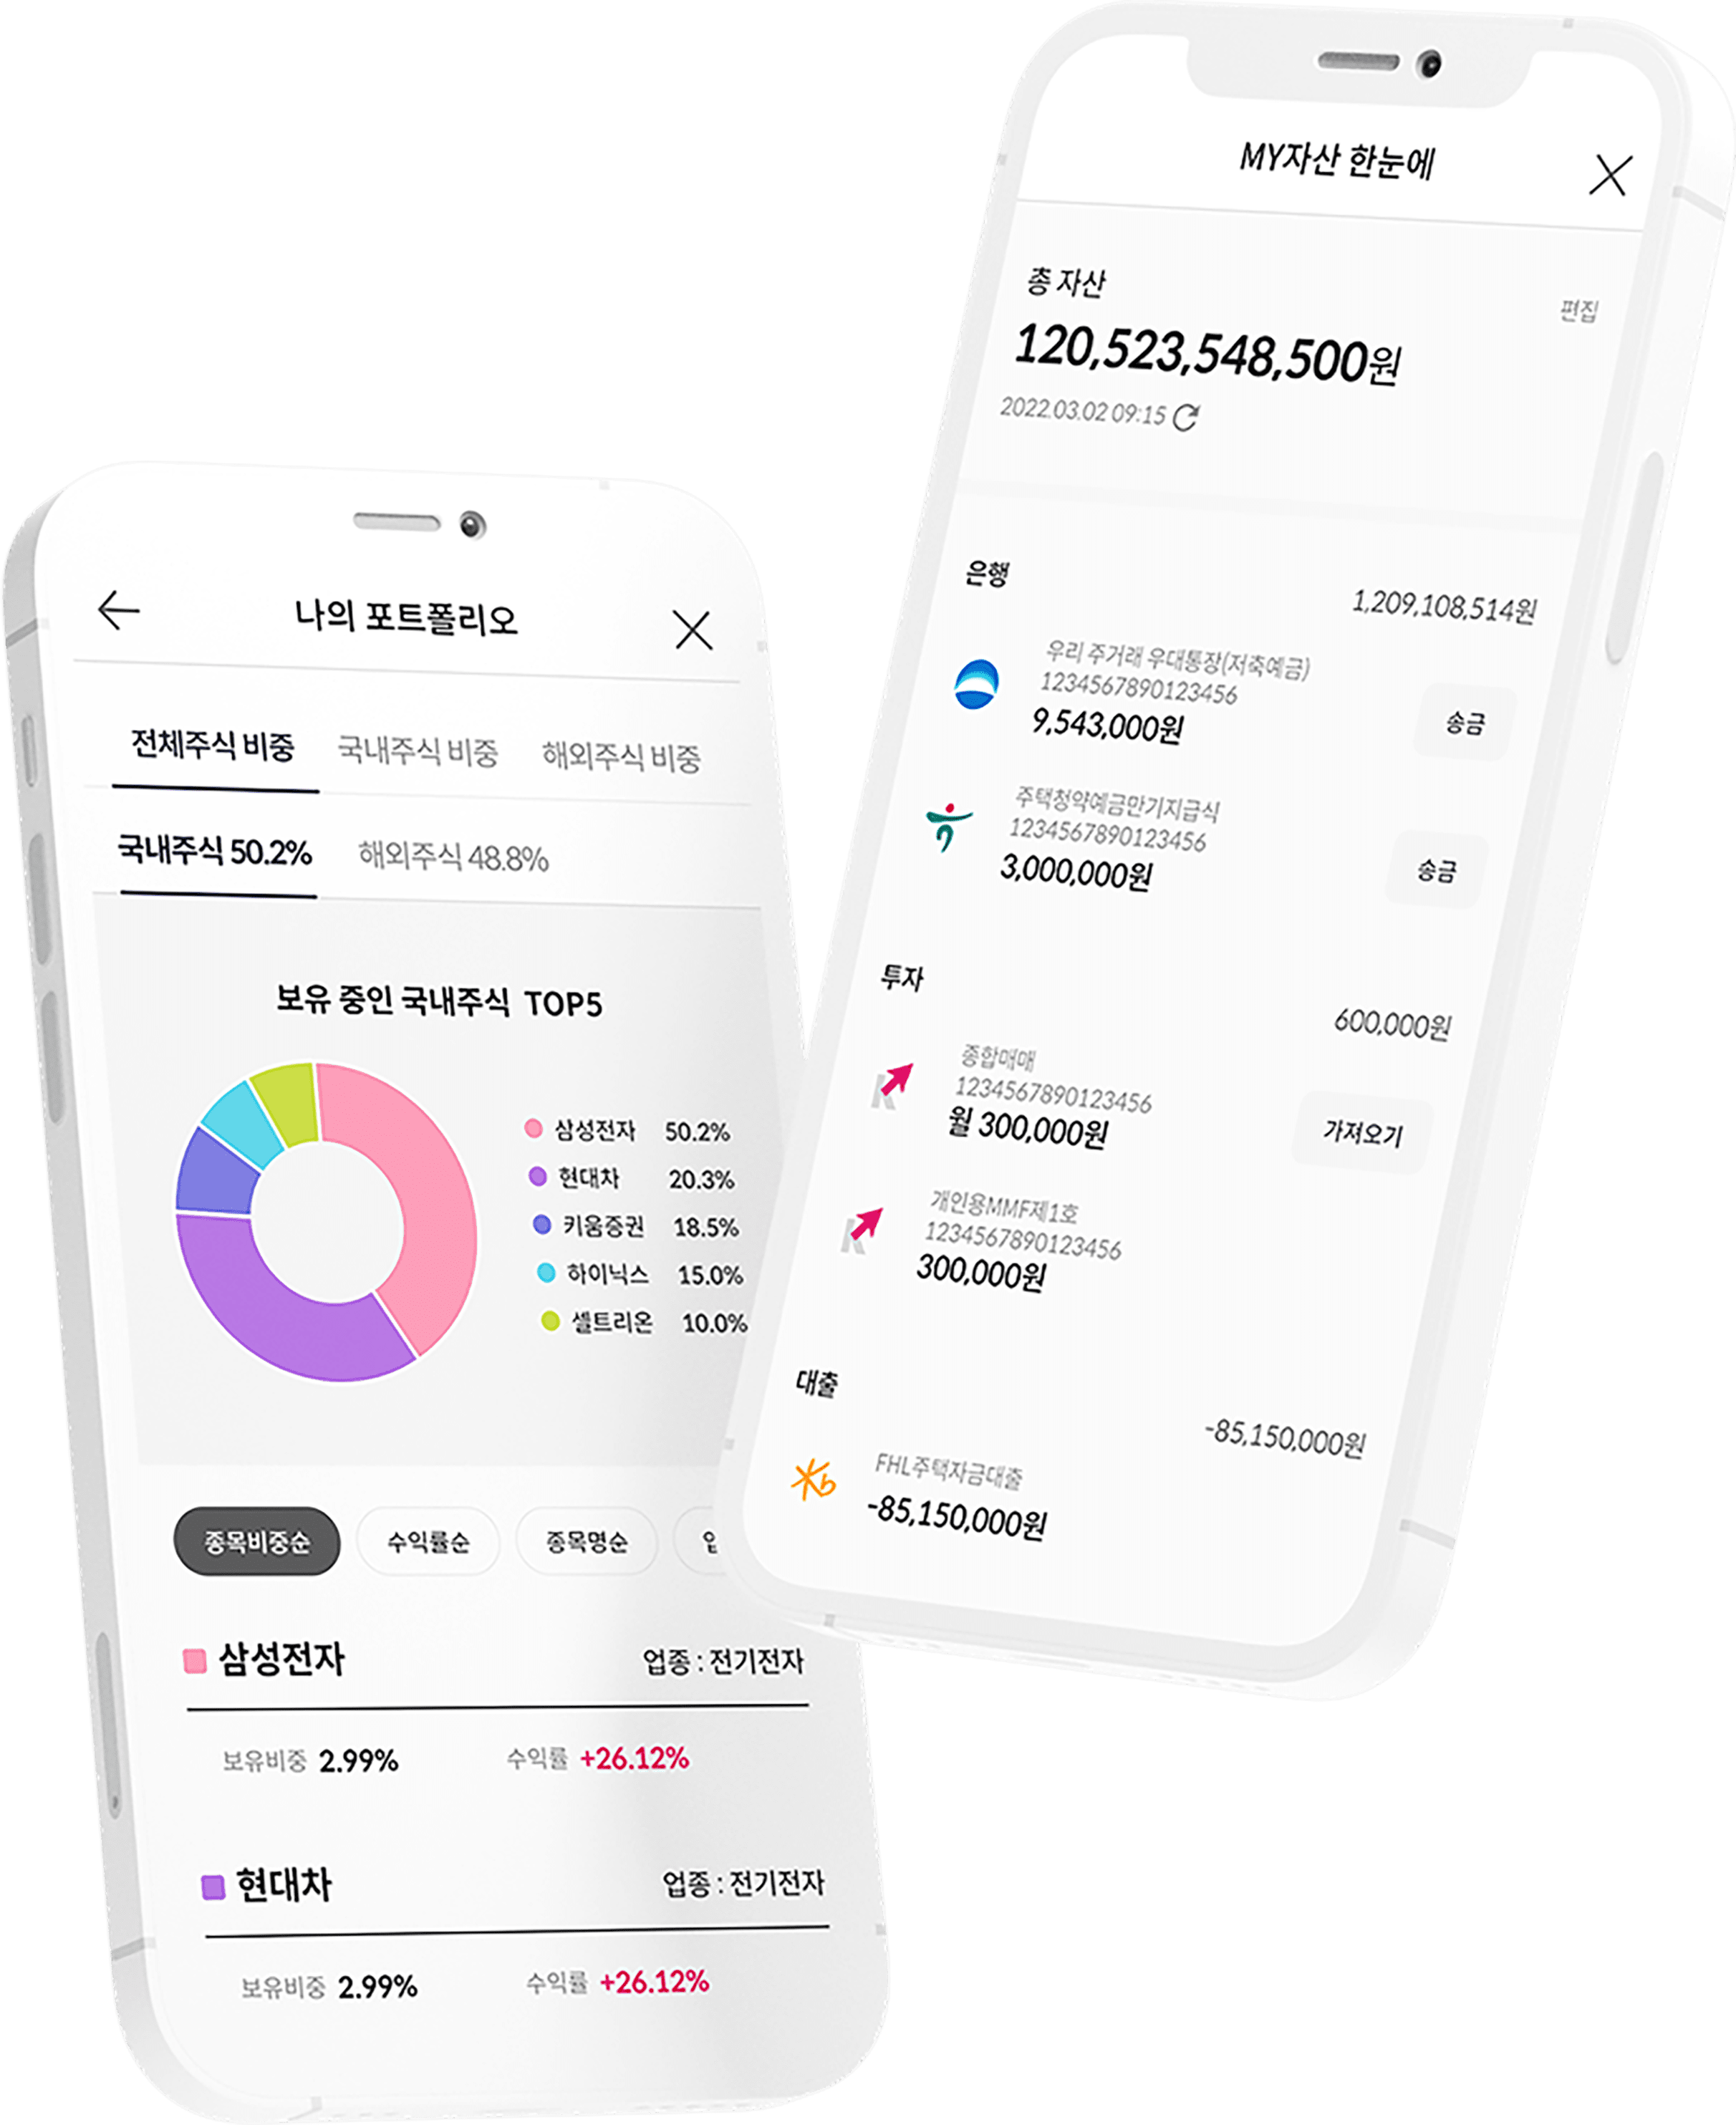 MY자산 한눈에
총 자산
편집
120,523,548,500원
2022.03.02 09:15
은행
1,209,108,514원
우리 주거래 우대통장(저축예금)
1234567890123456
9,543,000원
송금
주택청약예금만기지급식
1234567890123456
3,000,000원
송금
투자
600,000원
종합매매
1234567890123456
월 300,000원
가져오기
개인용MMF제1호
1234567890123456
300,000원
대출
-85,150,000원
FHL주택자금대출
-85,150,000원
나의 포트폴리오
전체주식 비중 국내주식 비중 해외주식 비중
국내주식 50.2% 해외주식 48.8%
보유 중인 국내주식 TOP5
삼성전자 50.2%
현대차 20.3%
키움증권 18.5%
하이닉스 15.0%
셀트리온 10.0%
종목비중순 수익률순 종목명순
삼성전자 업종 : 전기전자
보유비중 2.99% 수익률 +26.12%
현대차 업종 : 전기전자
보유비중 2.99% 수익률 +26.12%